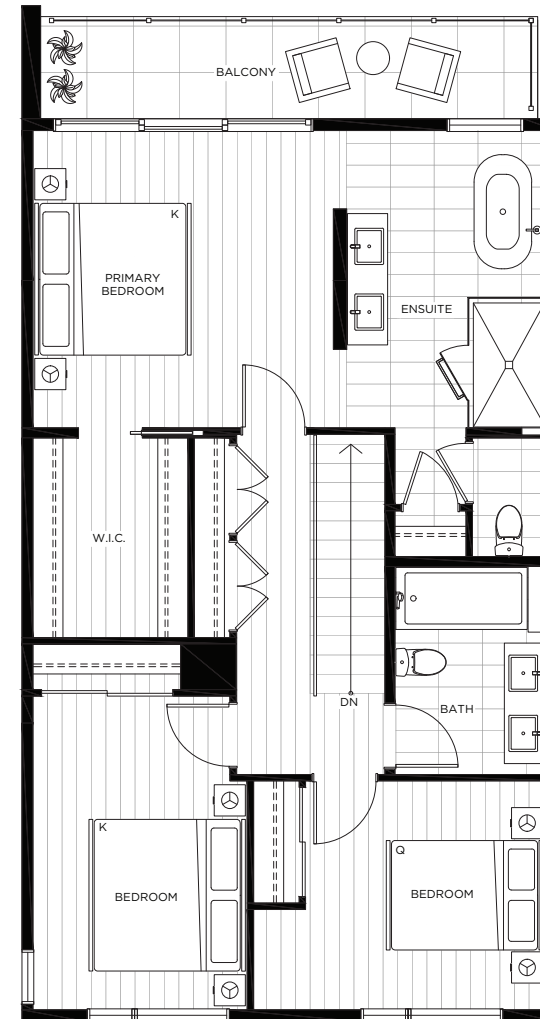 BALCONY
K
PRIMARY
BEDROOM
ENSUITE
W.I.C.
DN
BATH
K
BEDROOM
Q
BEDROOM